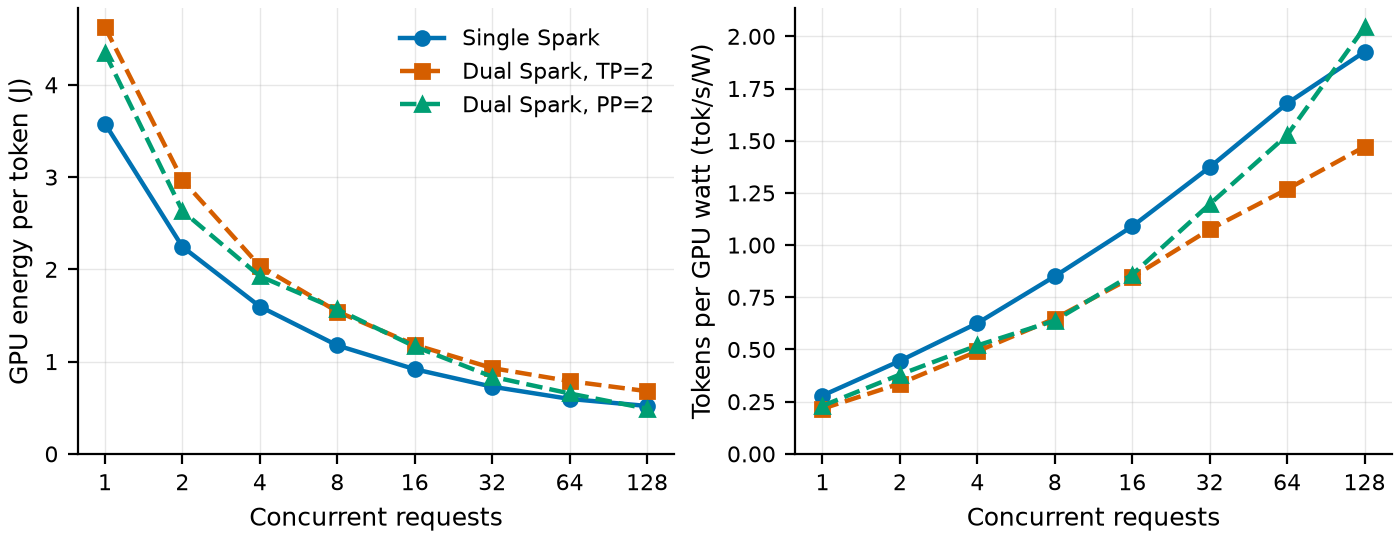 GPU energy per token (J)
4
3
2
1
0
Single Spark
Dual Spark, TP=2
Dual Spark, PP=2
1 2 4 8 16 32 64 128
Concurrent requests
Tokens per GPU watt (tok/s/W)
2.00
1.75
1.50
1.25
1.00
0.75
0.50
0.25
0.00
1 2 4 8 16 32 64 128
Concurrent requests